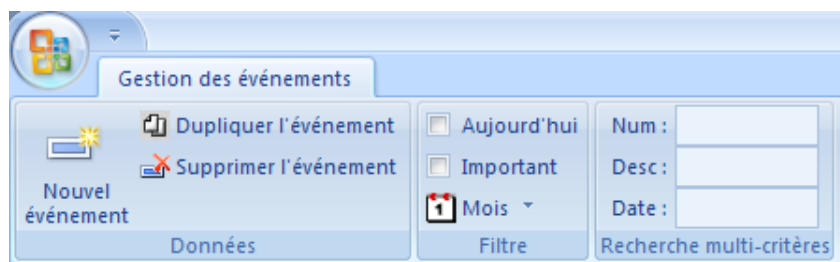 Gestion des événements
Nouvel
événement
Dupliquer l'événement
Supprimer l'événement
Données
Aujourd'hui
Important
1 Mois
Filtre
Num :
Desc :
Date :
Recherche multi-critères